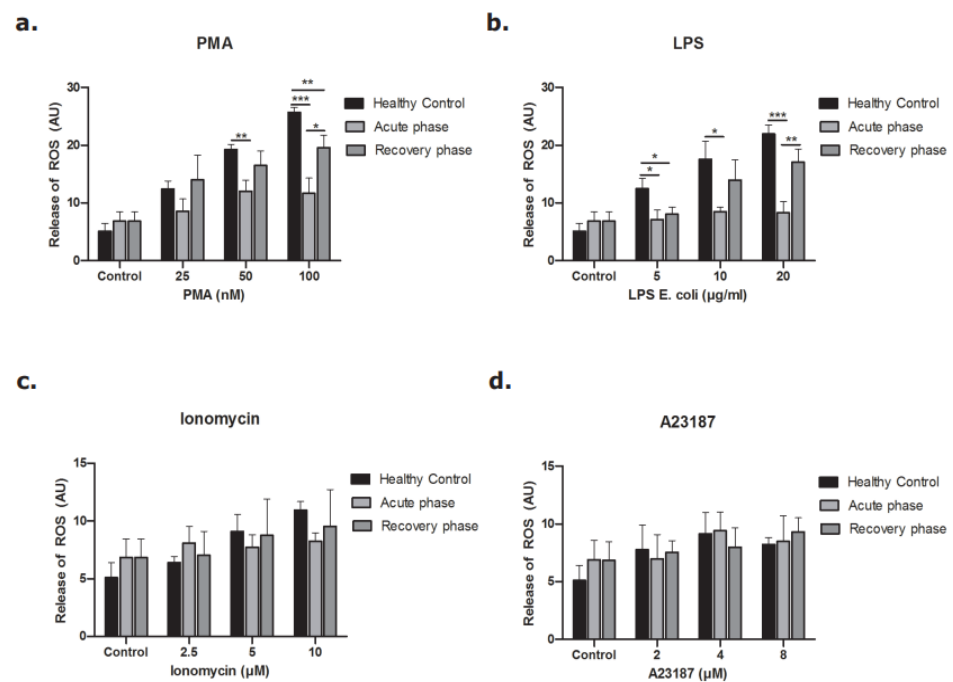 a.
PMA
Release of ROS (AU)
30
20
10
0
**
***
*
**
Healthy Control
Acute phase
Recovery phase
Control 25 50 100
PMA (nM)
b.
LPS
Release of ROS (AU)
30
20
10
0
*
*
*
***
**
Healthy Control
Acute phase
Recovery phase
Control 5 10 20
LPS E. coli (µg/ml)
c.
Ionomycin
Release of ROS (AU)
15
10
5
0
Healthy Control
Acute phase
Recovery phase
Control 2.5 5 10
Ionomycin (µM)
d.
A23187
Release of ROS (AU)
15
10
5
0
Healthy Control
Acute phase
Recovery phase
Control 2 4 8
A23187 (µM)